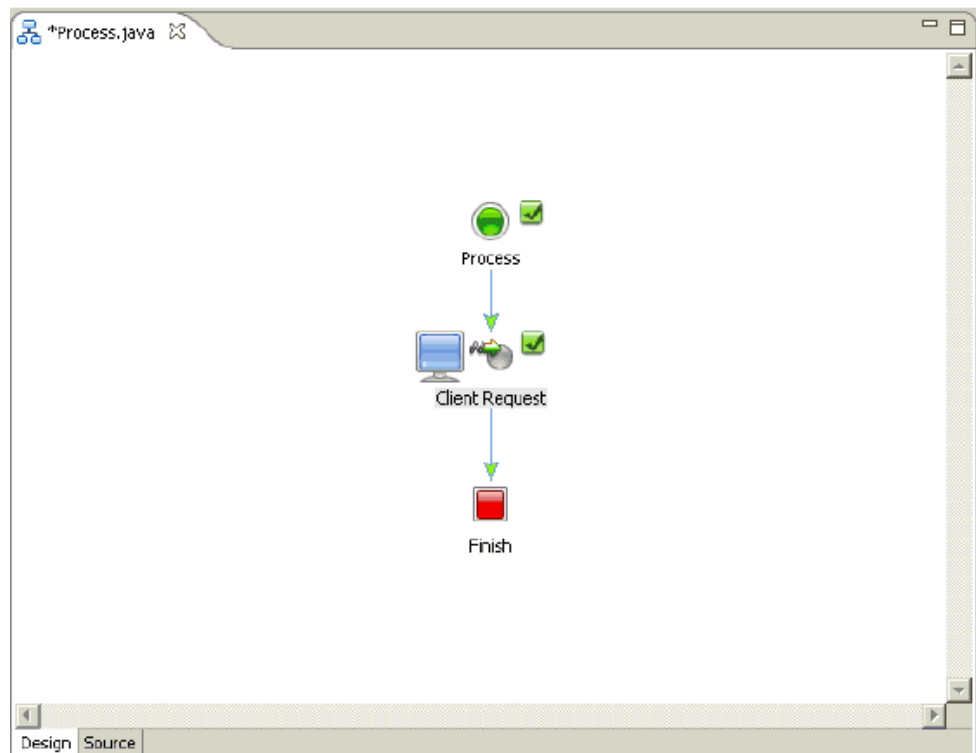 *Process.java
Process
Client Request
Finish
Design Source